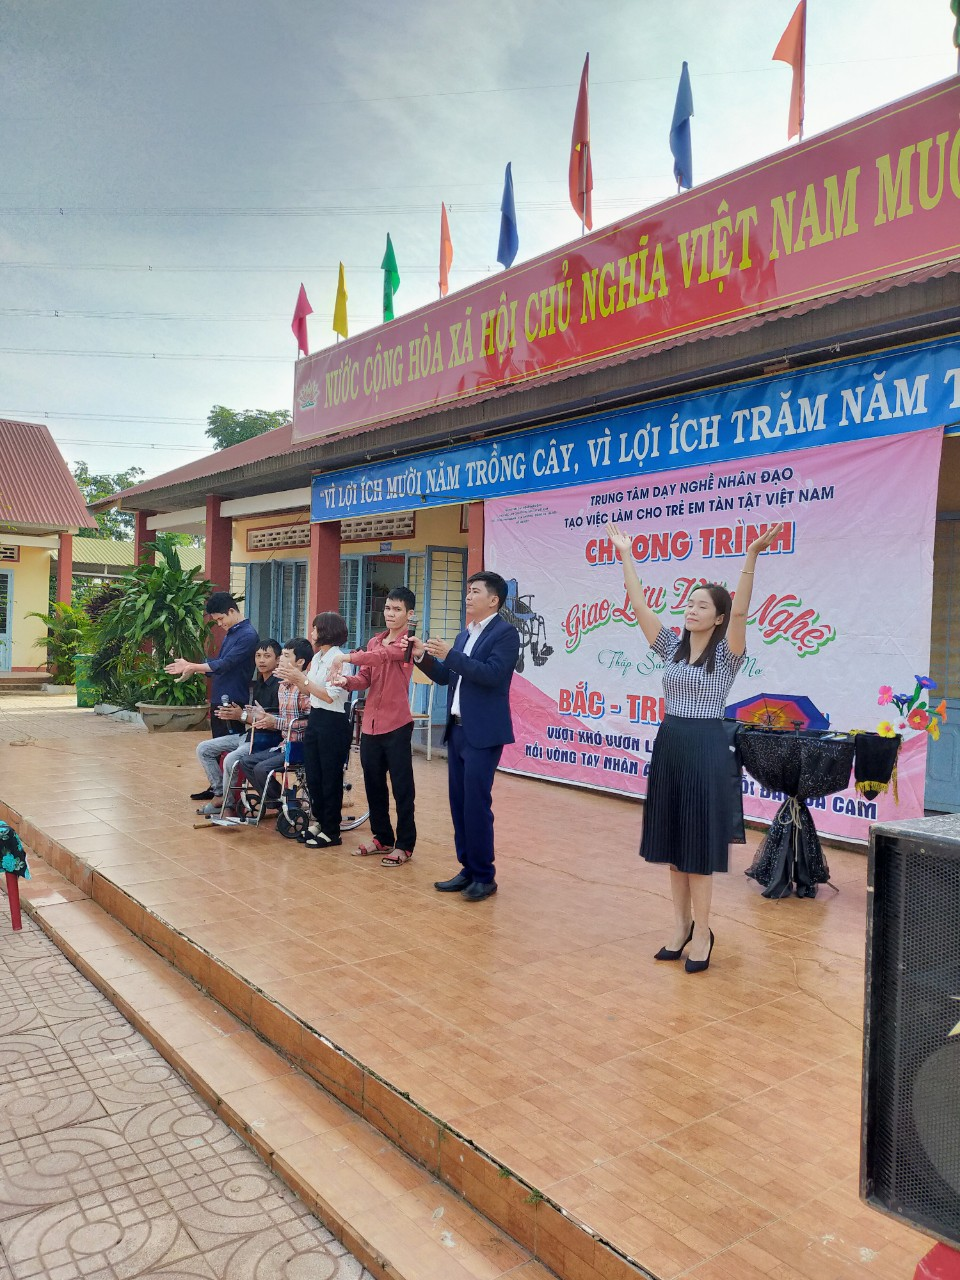 NƯỚC CỘNG HÒA XÃ HỘI CHỦ NGHĨA VIỆT NAM MUÔ
"VÌ LỢI ÍCH MƯỜI NĂM TRỒNG CÂY, VÌ LỢI ÍCH TRĂM NĂM T
TRUNG TÂM DẠY NGHỀ NHÂN ĐẠO
TẠO VIỆC LÀM CHO TRẺ EM TÀN TẬT VIỆT NAM
CHƯƠNG TRÌNH
Giao Lưu Nghệ
Thắp
BẮC - TRU
VƯỢT KHÓ VƯƠN L
NỐI VÒNG TAY NHÂN Á
DA CAM